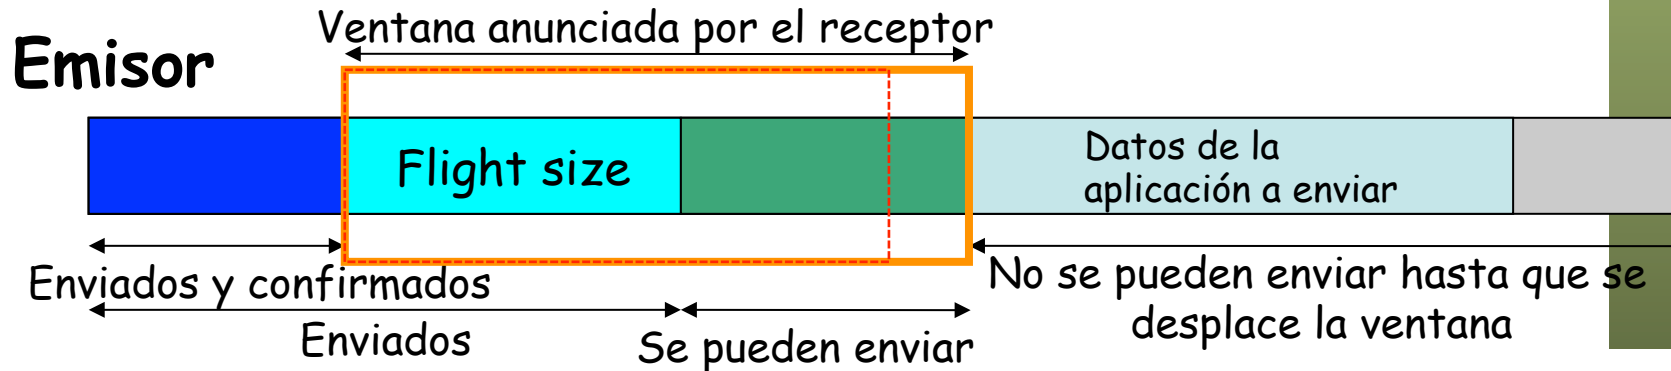 Ventana anunciada por el receptor
Emisor
Flight size
Datos de la
aplicación a enviar
Enviados y confirmados
No se pueden enviar hasta que se
desplace la ventana
Enviados
Se pueden enviar